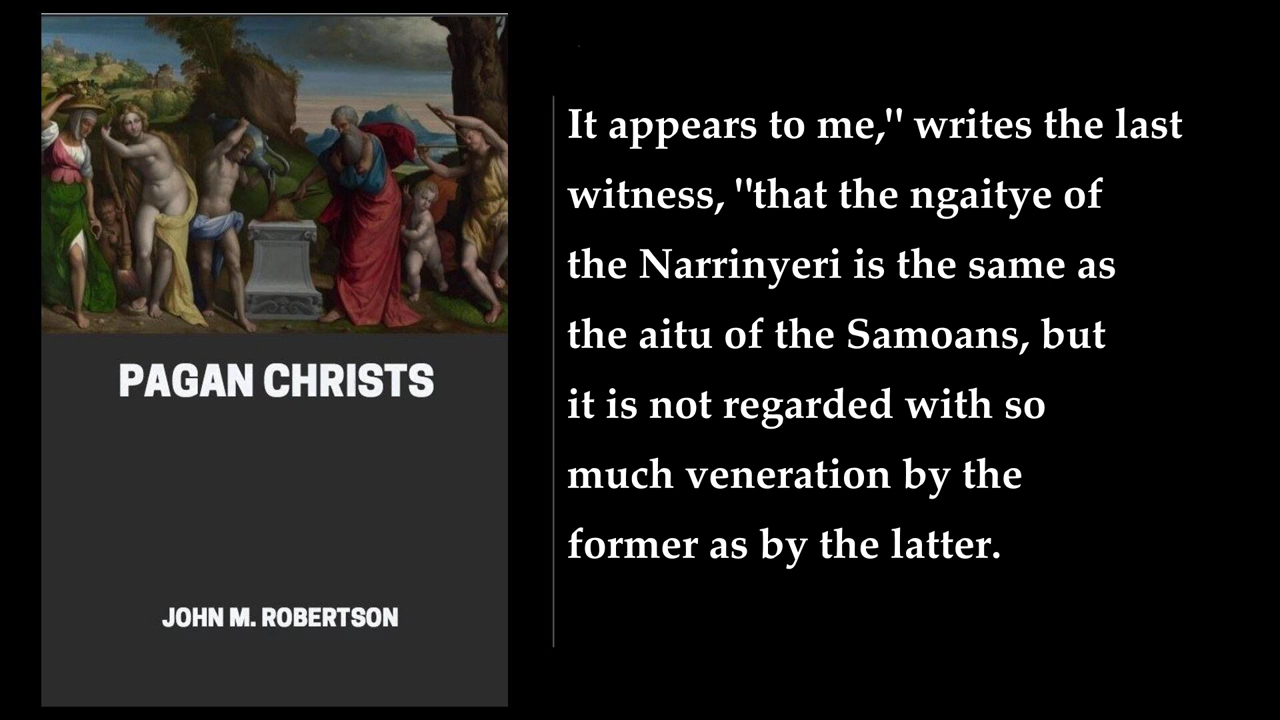 PAGAN CHRISTS
JOHN M. ROBERTSON
It appears to me," writes the last
witness, "that the ngaitye of
the Narrinyeri is the same as
the aitu of the Samoans, but
it is not regarded with so
much veneration by the
former as by the latter.